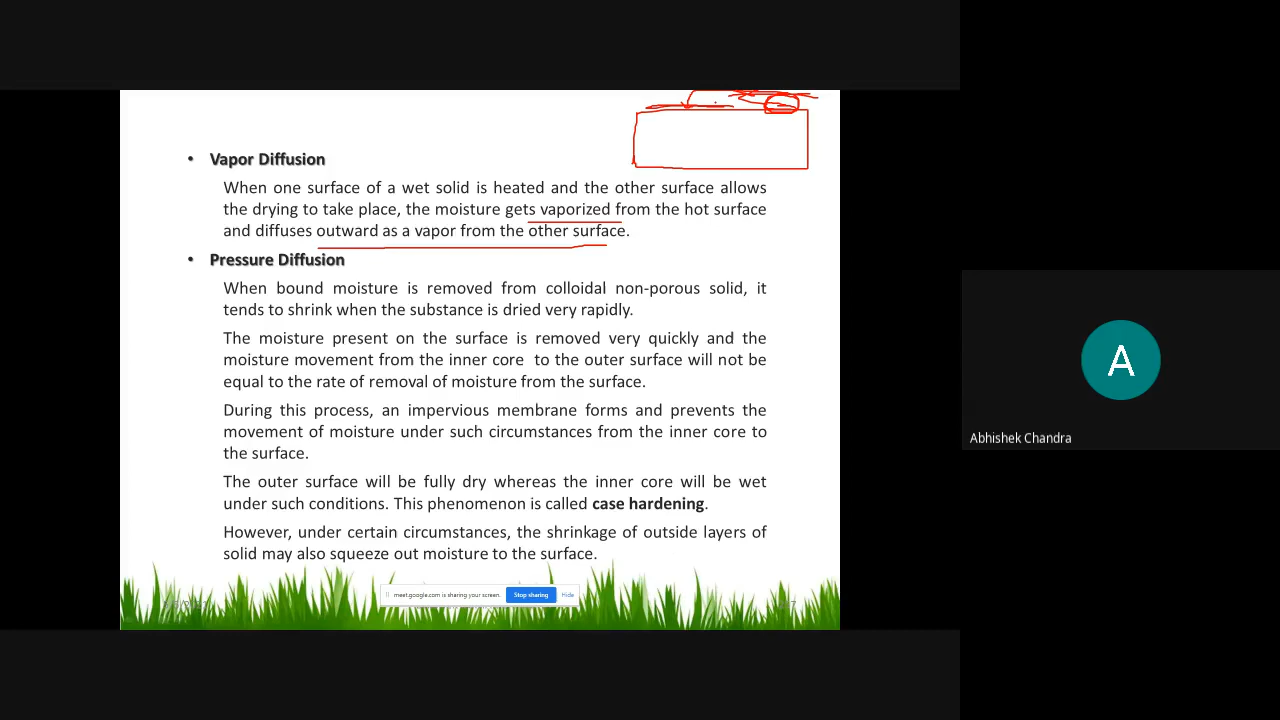 • Vapor Diffusion
When one surface of a wet solid is heated and the other surface allows
the drying to take place, the moisture gets vaporized from the hot surface
and diffuses outward as a vapor from the other surface.
• Pressure Diffusion
When bound moisture is removed from colloidal non-porous solid, it
tends to shrink when the substance is dried very rapidly.
The moisture present on the surface is removed very quickly and the
moisture movement from the inner core to the outer surface will not be
equal to the rate of removal of moisture from the surface.
During this process, an impervious membrane forms and prevents the
movement of moisture under such circumstances from the inner core to
the surface.
The outer surface will be fully dry whereas the inner core will be wet
under such conditions. This phenomenon is called case hardening.
However, under certain circumstances, the shrinkage of outside layers of
solid may also squeeze out moisture to the surface.
meet.google.com is sharing your screen. Stop sharing Hide
A
Abhishek Chandra